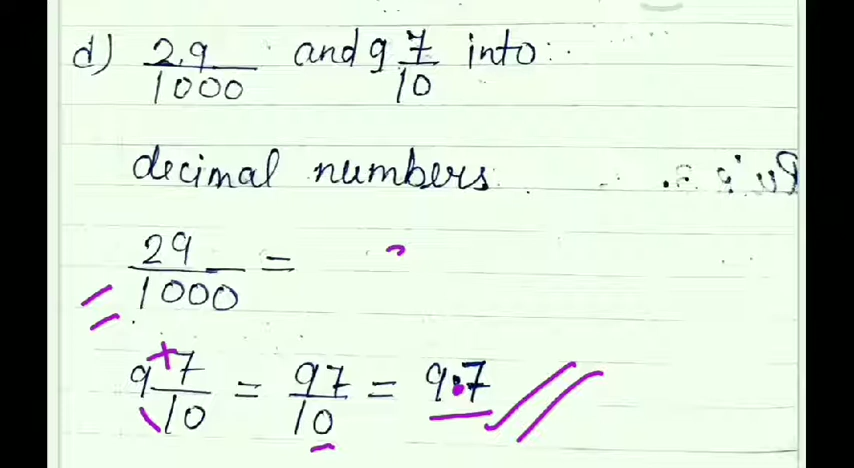 d) 29/1000 and 9 7/10 into:
decimal numbers.
29/1000 =
9 7/10 = 97/10 = 9.7